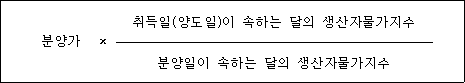 취득일(양도일)이 속하는 달의 생산자물가지수
분양가 ×
분양일이 속하는 달의 생산자물가지수